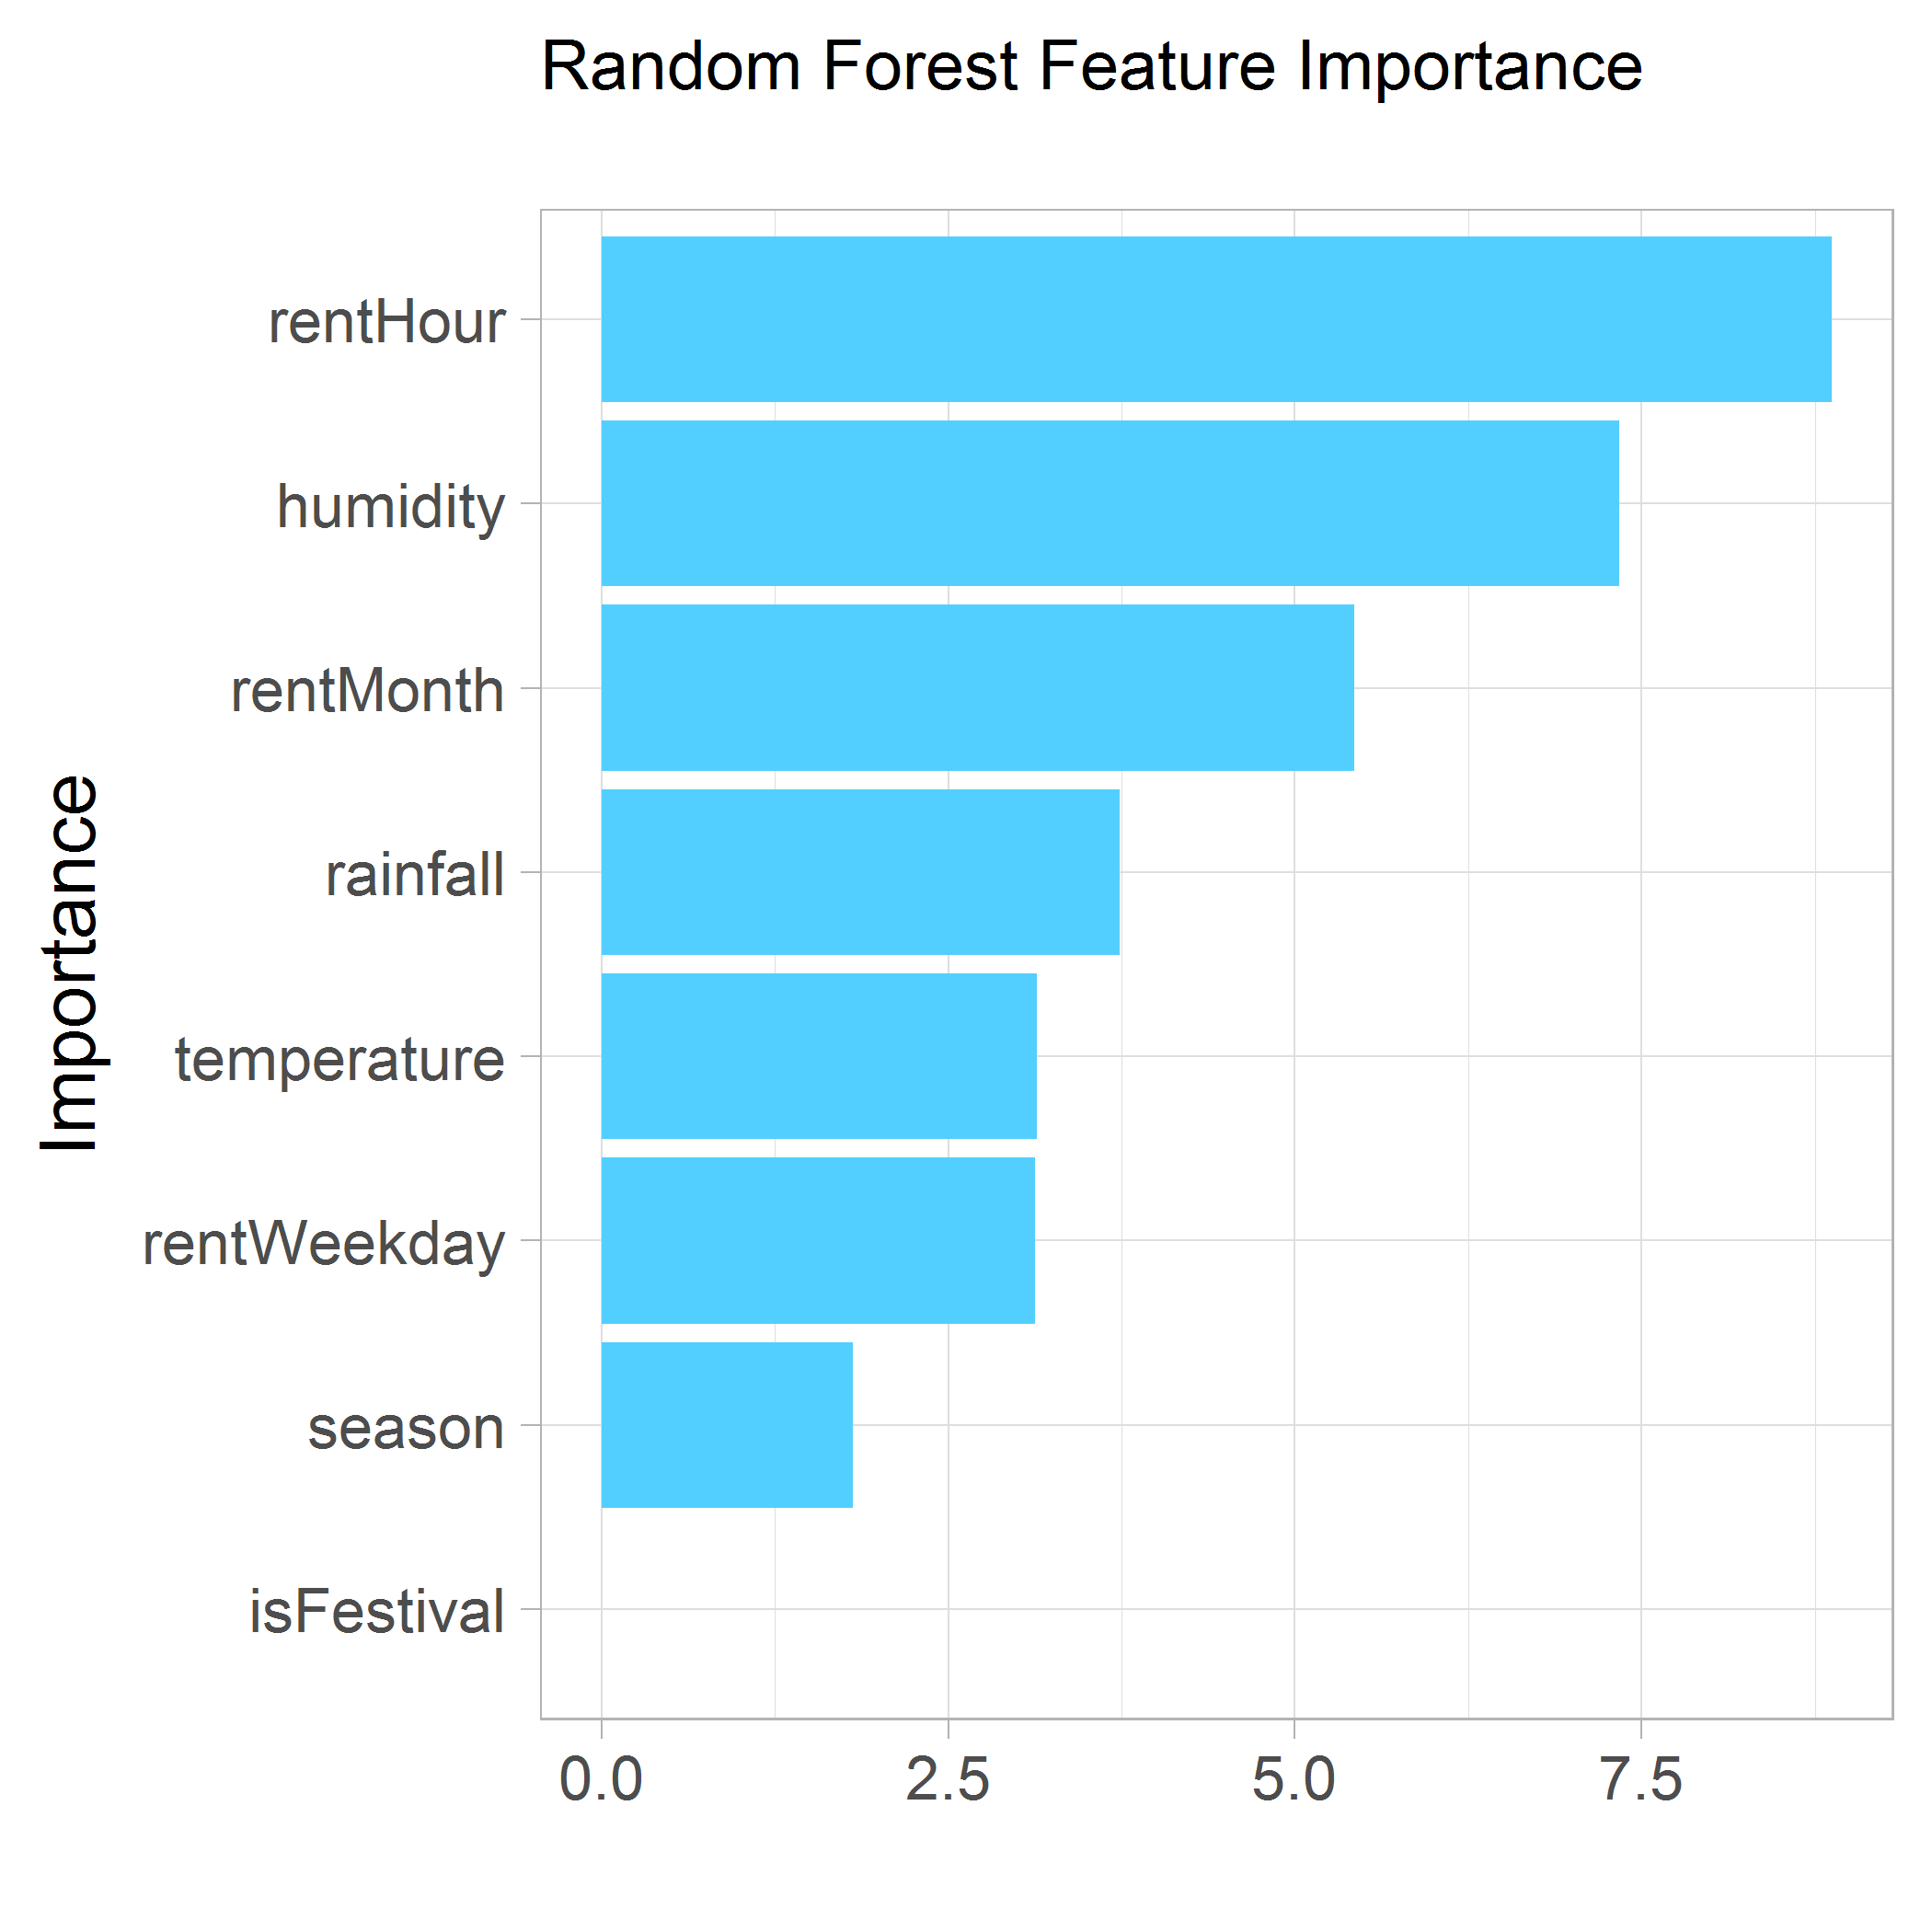 Random Forest Feature Importance
Importance
rentHour
humidity
rentMonth
rainfall
temperature
rentWeekday
season
isFestival
0.0 2.5 5.0 7.5